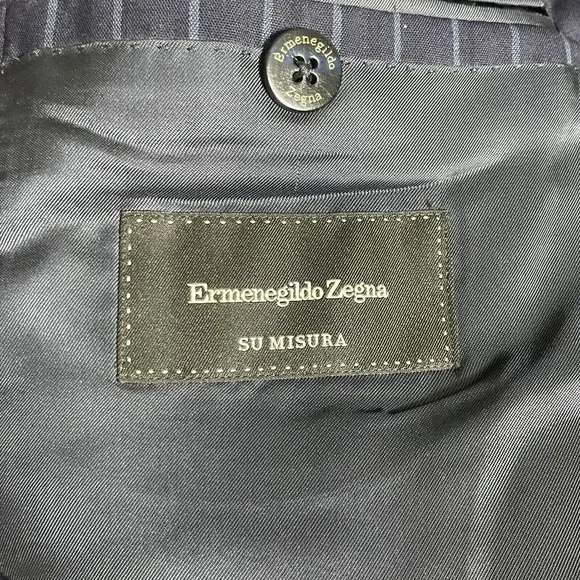 Ermenegildo
Zegna
Ermenegildo Zegna
SU MISURA